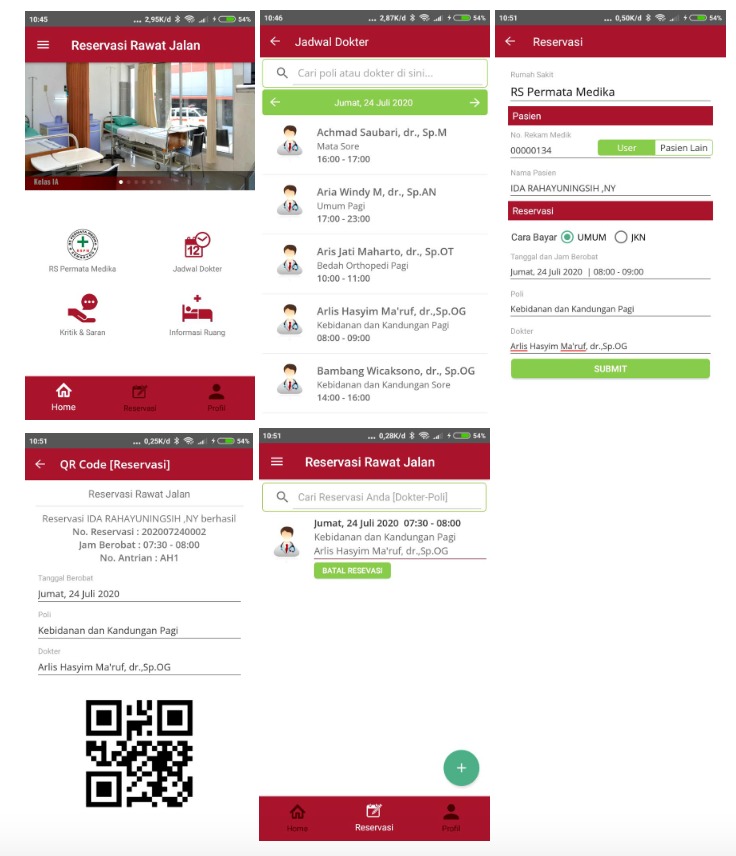 10:45
... 2,95K/d 54%
Reservasi Rawat Jalan
Kelas IA
RS Permata Medika
Jadwal Dokter
Kritik & Saran
Informasi Ruang
Home
Reservasi
Profil
10:46
... 2,87K/d 54%
Jadwal Dokter
Cari poli atau dokter di sini...
Jumat, 24 Juli 2020
Achmad Saubari, dr., Sp.M
Mata Sore
16:00 - 17:00
Aria Windy M, dr., Sp.AN
Umum Pagi
17:00 - 23:00
Aris Jati Maharto, dr., Sp.OT
Bedah Orthopedi Pagi
10:00 - 11:00
Arlis Hasyim Ma'ruf, dr.,Sp.OG
Kebidanan dan Kandungan Pagi
08:00 - 09:00
Bambang Wicaksono, dr., Sp.OG
Kebidanan dan Kandungan Sore
14:00 - 16:00
10:51
... 0,50K/d 54%
Reservasi
Rumah Sakit
RS Permata Medika
Pasien
No. Rekam Medik
00000134 User Pasien Lain
Nama Pasien
IDA RAHAYUNINGSIH ,NY
Reservasi
Cara Bayar UMUM JKN
Tanggal dan Jam Berobat
Jumat, 24 Juli 2020 | 08:00 - 09:00
Poli
Kebidanan dan Kandungan Pagi
Dokter
Arlis Hasyim Ma'ruf, dr.,Sp.OG
SUBMIT
10:51
... 0,25K/d 54%
QR Code [Reservasi]
Reservasi Rawat Jalan
Reservasi IDA RAHAYUNINGSIH ,NY berhasil
No. Reservasi : 202007240002
Jam Berobat : 07:30 - 08:00
No. Antrian : AH1
Tanggal Berobat
Jumat, 24 Juli 2020
Poli
Kebidanan dan Kandungan Pagi
Dokter
Arlis Hasyim Ma'ruf, dr.,Sp.OG
10:51
... 0,28K/d 54%
Reservasi Rawat Jalan
Cari Reservasi Anda [Dokter-Poli]
Jumat, 24 Juli 2020 07:30 - 08:00
Kebidanan dan Kandungan Pagi
Arlis Hasyim Ma'ruf, dr.,Sp.OG
BATAL RESEVASI
Home
Reservasi
Profil